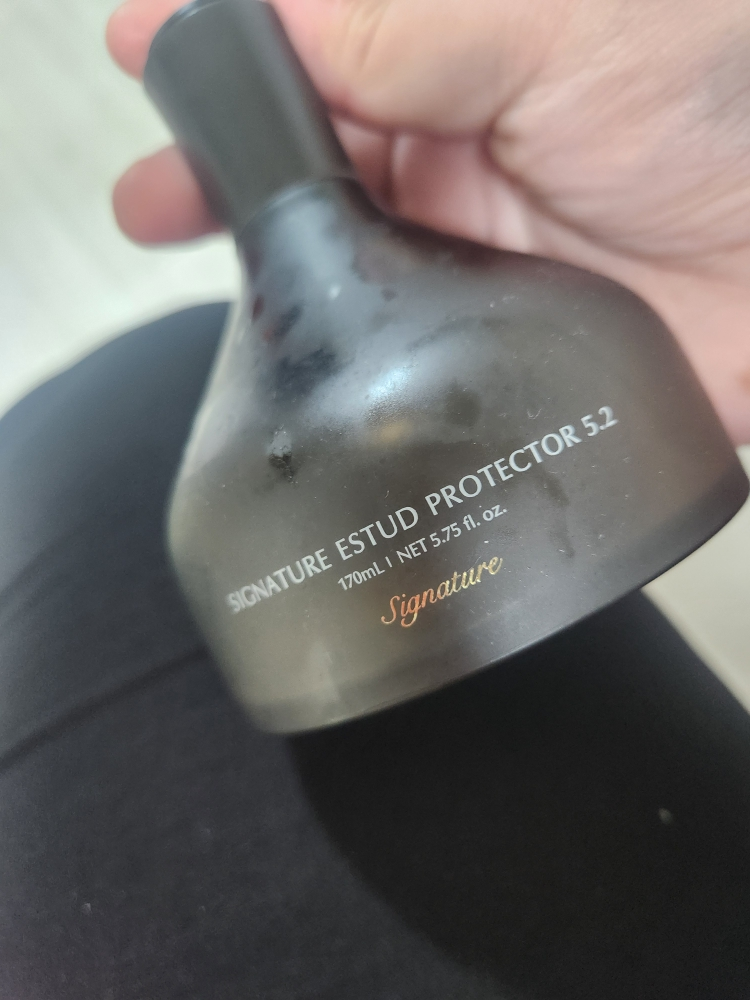 SIGNATURE ESTUD PROTECTOR 5.2
170mL | NET 5.75 fl. oz.
Signature